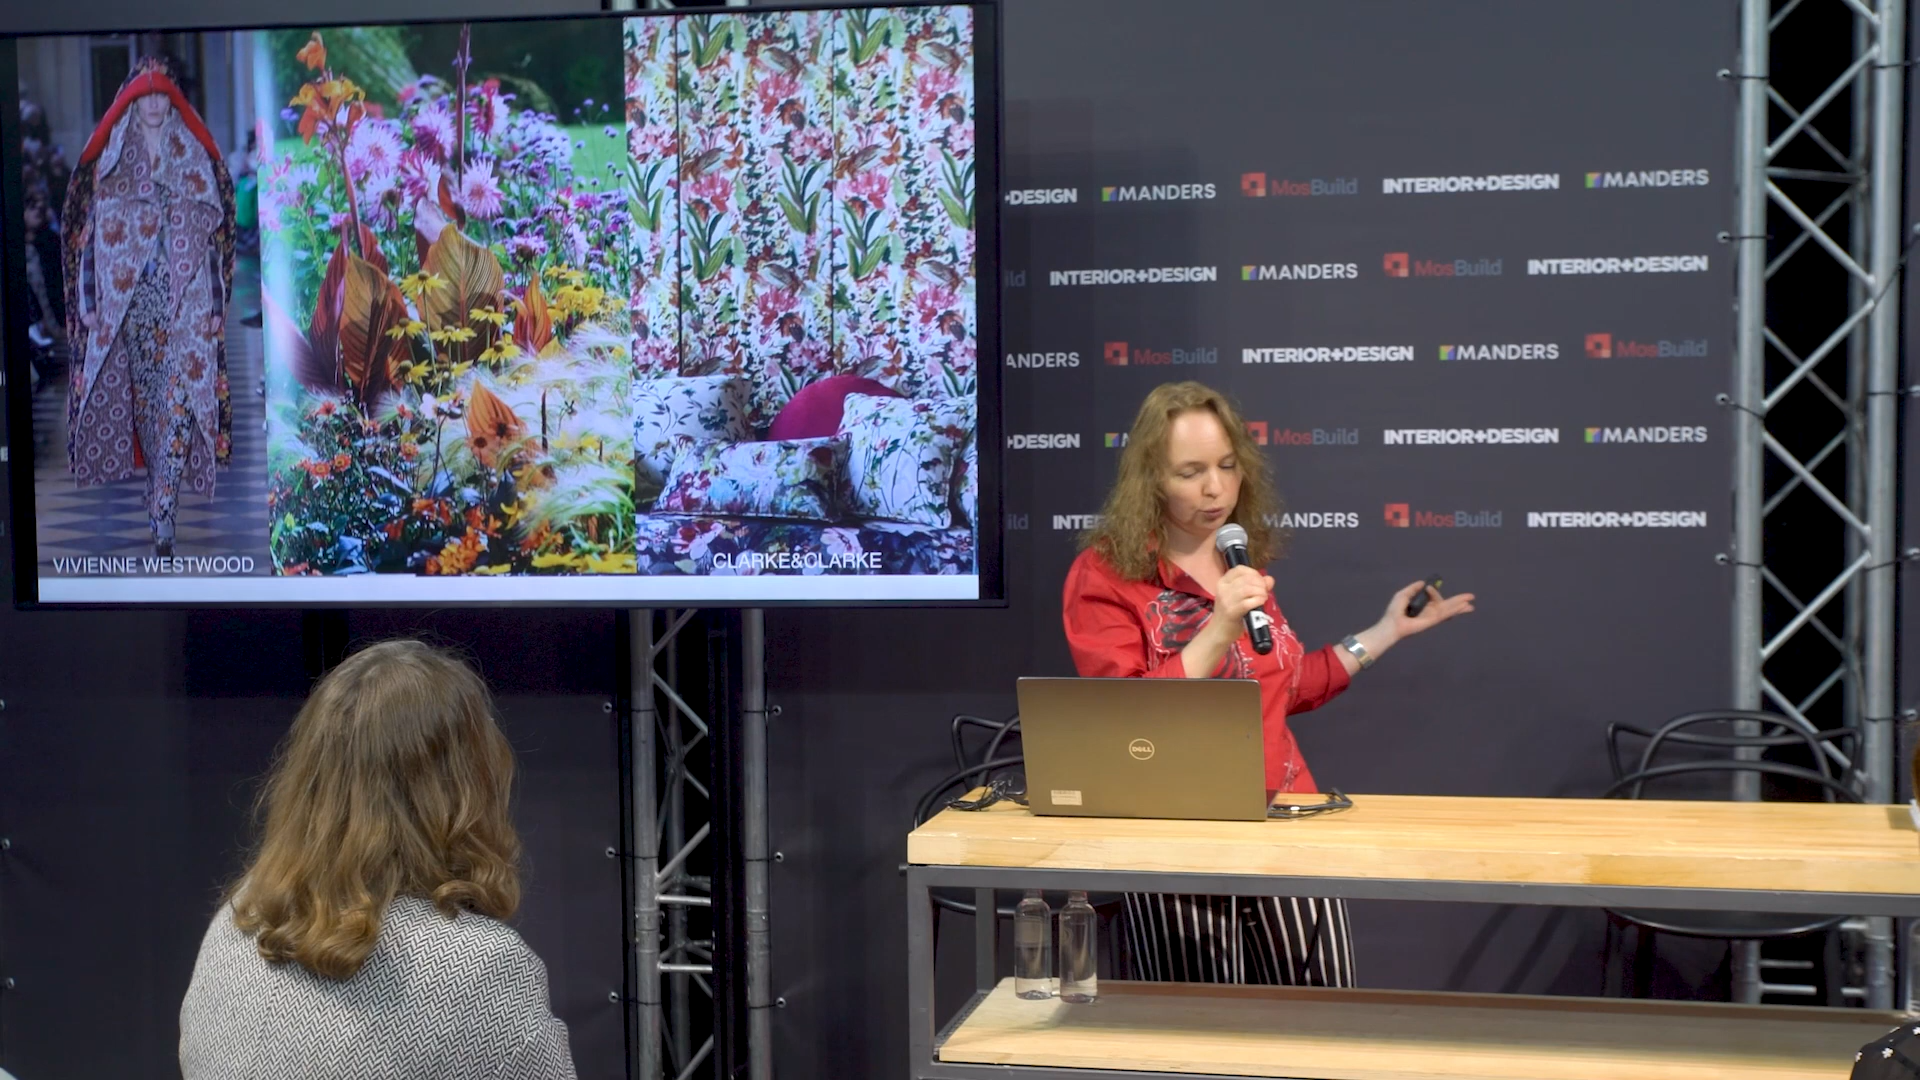 VIVIENNE WESTWOOD
CLARKE&CLARKE
+DESIGN MANDERS MosBuild INTERIOR+DESIGN MANDERS
INTERIOR+DESIGN MANDERS MosBuild INTERIOR+DESIGN
ANDERS MosBuild INTERIOR+DESIGN MANDERS MosBuild
+DESIGN M MosBuild INTERIOR+DESIGN MANDERS
ild INTE MANDERS MosBuild INTERIOR+DESIGN
DELL